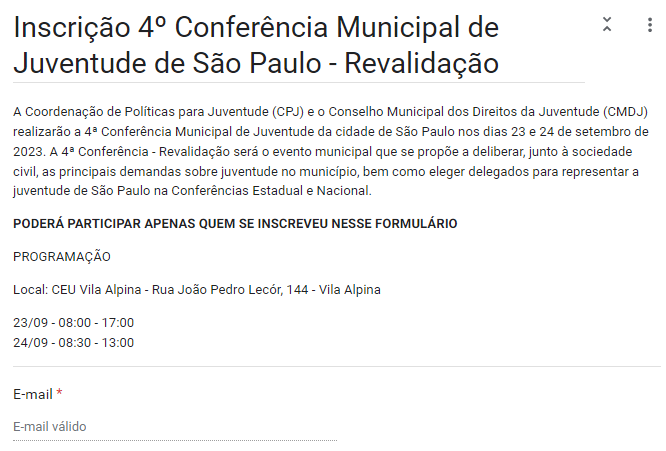 Inscrição 4º Conferência Municipal de
Juventude de São Paulo - Revalidação
A Coordenação de Políticas para Juventude (CPJ) e o Conselho Municipal dos Direitos da Juventude (CMDJ)
realizarão a 4ª Conferência Municipal de Juventude da cidade de São Paulo nos dias 23 e 24 de setembro de
2023. A 4ª Conferência - Revalidação será o evento municipal que se propõe a deliberar, junto à sociedade
civil, as principais demandas sobre juventude no município, bem como eleger delegados para representar a
juventude de São Paulo na Conferências Estadual e Nacional.
PODERÁ PARTICIPAR APENAS QUEM SE INSCREVEU NESSE FORMULÁRIO
PROGRAMAÇÃO
Local: CEU Vila Alpina - Rua João Pedro Lecór, 144 - Vila Alpina
23/09 - 08:00 - 17:00
24/09 - 08:30 - 13:00
E-mail *
E-mail válido